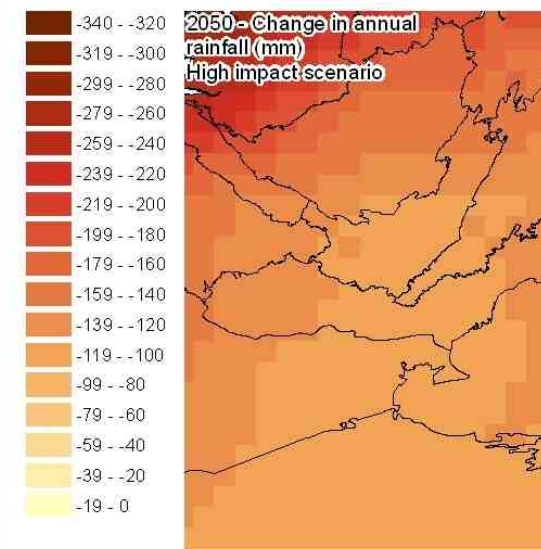 -340 - -320
-319 - -300
-299 - -280
-279 - -260
-259 - -240
-239 - -220
-219 - -200
-199 - -180
-179 - -160
-159 - -140
-139 - -120
-119 - -100
-99 - -80
-79 - -60
-59 - -40
-39 - -20
-19 - 0
2050 - Change in annual
rainfall (mm)
High impact scenario